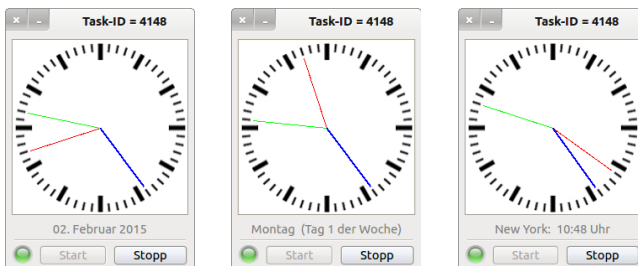 Task-ID = 4148
02. Februar 2015
Start Stopp
Task-ID = 4148
Montag (Tag 1 der Woche)
Start Stopp
Task-ID = 4148
New York: 10:48 Uhr
Start Stopp